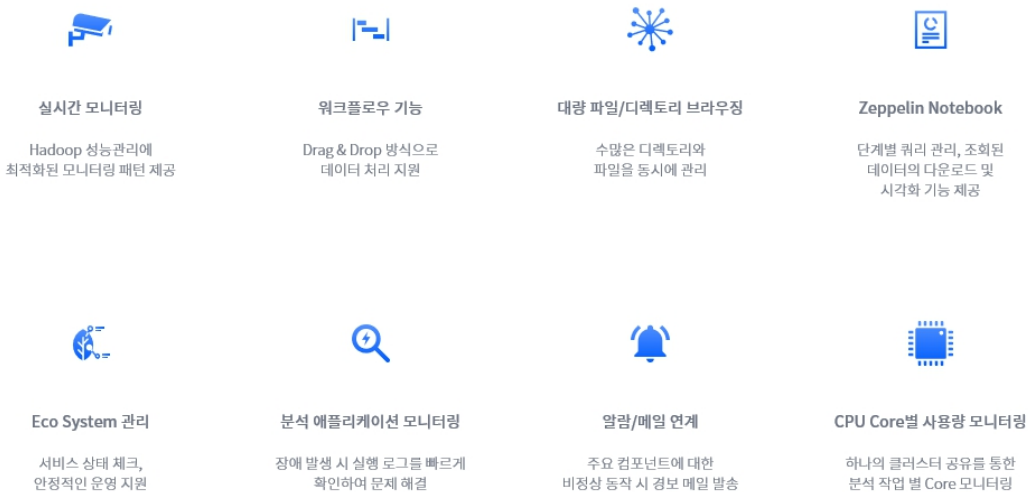 실시간 모니터링
Hadoop 성능관리에
최적화된 모니터링 패턴 제공
워크플로우 기능
Drag & Drop 방식으로
데이터 처리 지원
대량 파일/디렉토리 브라우징
수많은 디렉토리와
파일을 동시에 관리
Zeppelin Notebook
단계별 쿼리 관리, 조회된
데이터의 다운로드 및
시각화 기능 제공
Eco System 관리
서비스 상태 체크,
안정적인 운영 지원
분석 애플리케이션 모니터링
장애 발생 시 실행 로그를 빠르게
확인하여 문제 해결
알람/메일 연계
주요 컴포넌트에 대한
비정상 동작 시 경보 메일 발송
CPU Core별 사용량 모니터링
하나의 클러스터 공유를 통한
분석 작업 별 Core 모니터링